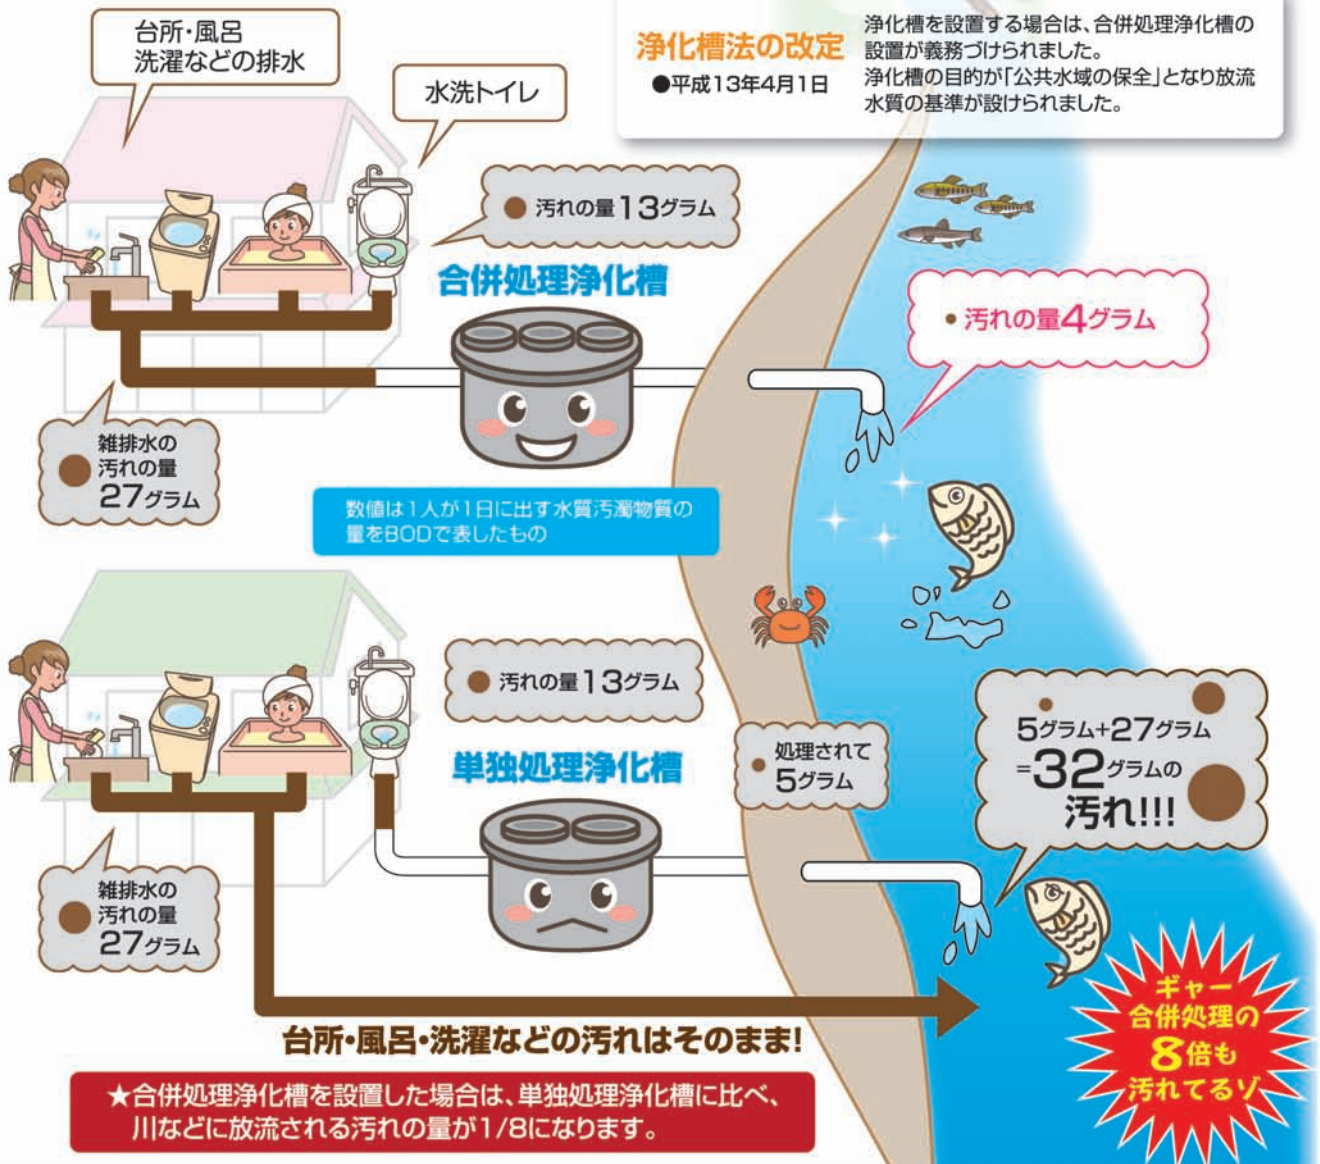 台所・風呂
洗濯などの排水
水洗トイレ
浄化槽法の改定
●平成13年4月1日
浄化槽を設置する場合は、合併処理浄化槽の
設置が義務づけられました。
浄化槽の目的が「公共水域の保全」となり放流
水質の基準が設けられました。
汚れの量13グラム
合併処理浄化槽
汚れの量4グラム
雑排水の
汚れの量
27グラム
数値は1人が1日に出す水質汚濁物質の
量をBODで表したもの
汚れの量13グラム
単独処理浄化槽
処理されて
5グラム
5グラム+27グラム
=32グラムの
汚れ!!!
雑排水の
汚れの量
27グラム
台所・風呂・洗濯などの汚れはそのまま!
ギャー
合併処理の
8倍も
汚れてるゾ
★合併処理浄化槽を設置した場合は、単独処理浄化槽に比べ、
川などに放流される汚れの量が1/8になります。